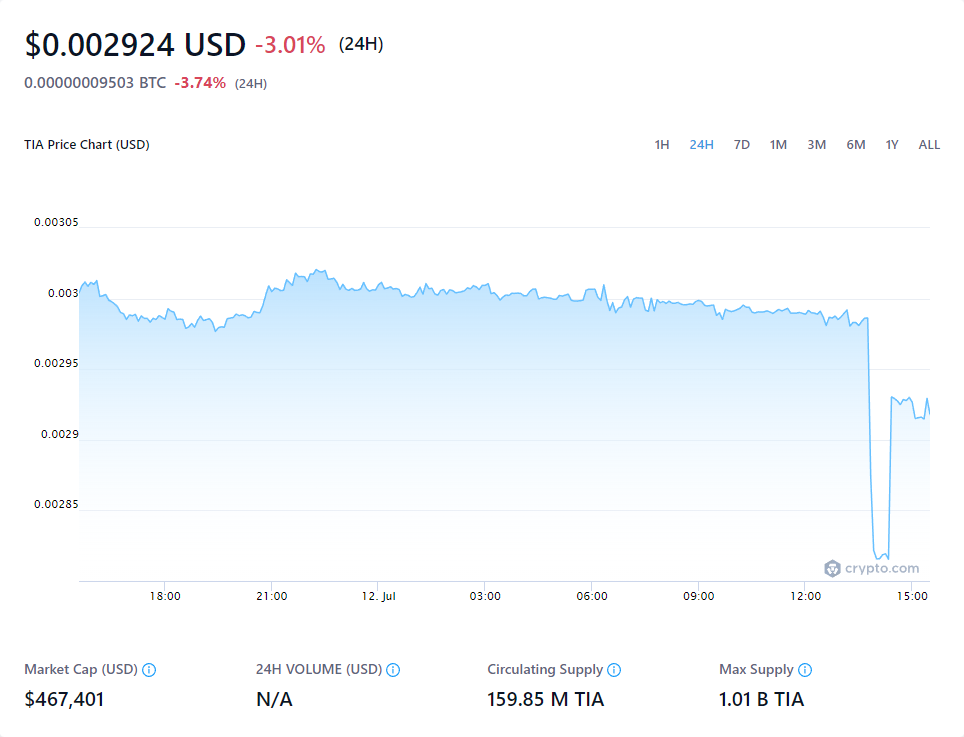 $0.002924 USD -3.01% (24H)
0.00000009503 BTC -3.74% (24H)
TIA Price Chart (USD) 1H 24H 7D 1M 3M 6M 1Y ALL
0.00305
0.003
0.00295
0.0029
0.00285
crypto.com
18:00 21:00 12. Jul 03:00 06:00 09:00 12:00 15:00
Market Cap (USD) 24H VOLUME (USD) Circulating Supply Max Supply
$467,401 N/A 159.85 M TIA 1.01 B TIA